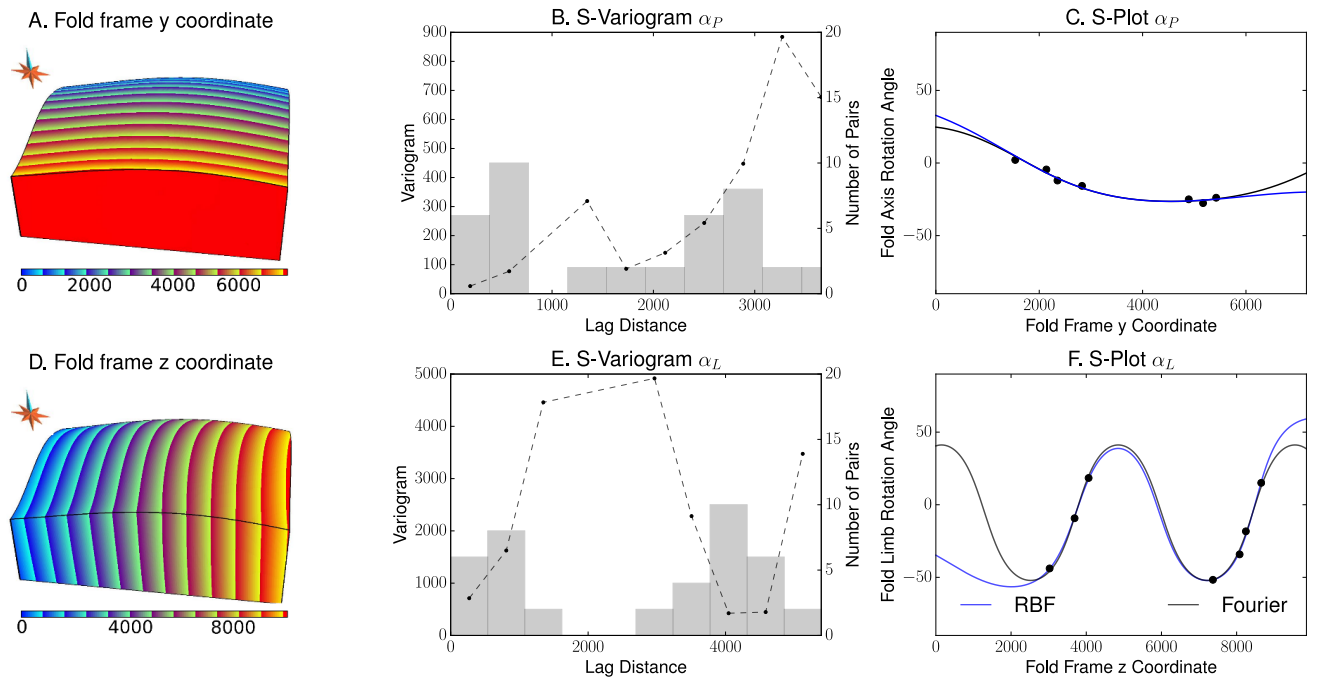 A. Fold frame y coordinate
0 2000 4000 6000
B. S-Variogram α_P
Variogram
900
800
700
600
500
400
300
200
100
0
0 1000 2000 3000
Lag Distance
20
15
10
5
0
Number of Pairs
C. S-Plot α_P
Fold Axis Rotation Angle
50
0
−50
0 2000 4000 6000
Fold Frame y Coordinate
D. Fold frame z coordinate
0 4000 8000
E. S-Variogram α_L
Variogram
5000
4000
3000
2000
1000
0
0 2000 4000
Lag Distance
20
15
10
5
0
Number of Pairs
F. S-Plot α_L
Fold Limb Rotation Angle
50
0
−50
RBF Fourier
0 2000 4000 6000 8000
Fold Frame z Coordinate